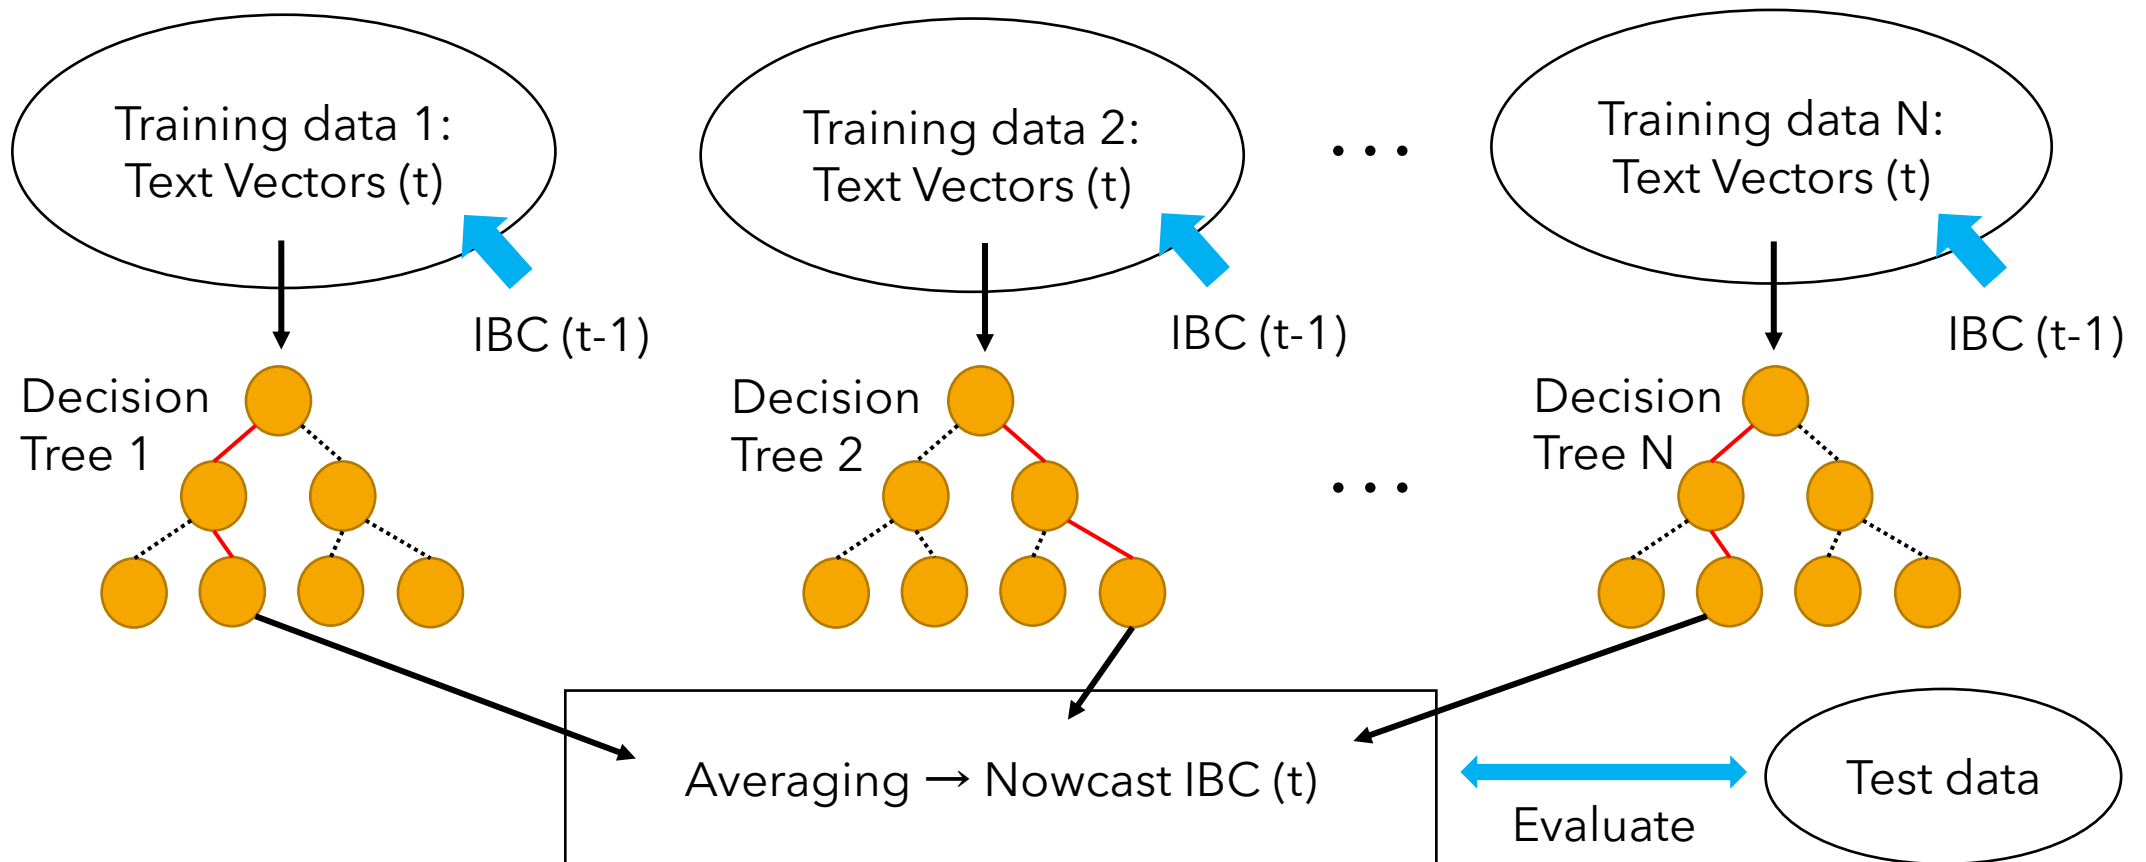 Training data 1:
Text Vectors (t)
Training data 2:
Text Vectors (t)
...
Training data N:
Text Vectors (t)
IBC (t-1)
IBC (t-1)
IBC (t-1)
Decision
Tree 1
Decision
Tree 2
...
Decision
Tree N
Averaging → Nowcast IBC (t)
Evaluate
Test data